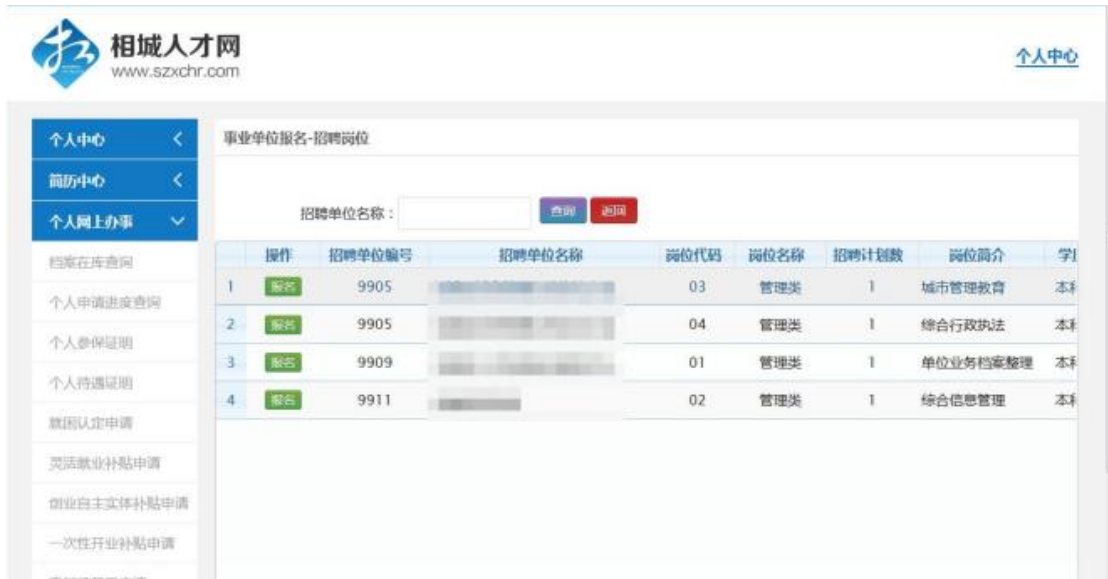 相城人才网
www.szxchr.com
个人中心
个人中心
简历中心
个人网上办事
档案在库查询
个人申请进度查询
个人参保证明
个人待遇证明
就困认定申请
灵活就业补贴申请
创业自主实体补贴申请
一次性开业补贴申请
事业单位报名-招聘岗位
招聘单位名称： 查询 返回
操作 招聘单位编号 招聘单位名称 岗位代码 岗位名称 招聘计划数 岗位简介
1 报名 9905 03 管理类 1 城市管理教育 本科
2 报名 9905 04 管理类 1 综合行政执法 本科
3 报名 9909 01 管理类 1 单位业务档案整理 本科
4 报名 9911 02 管理类 1 综合信息管理 本科